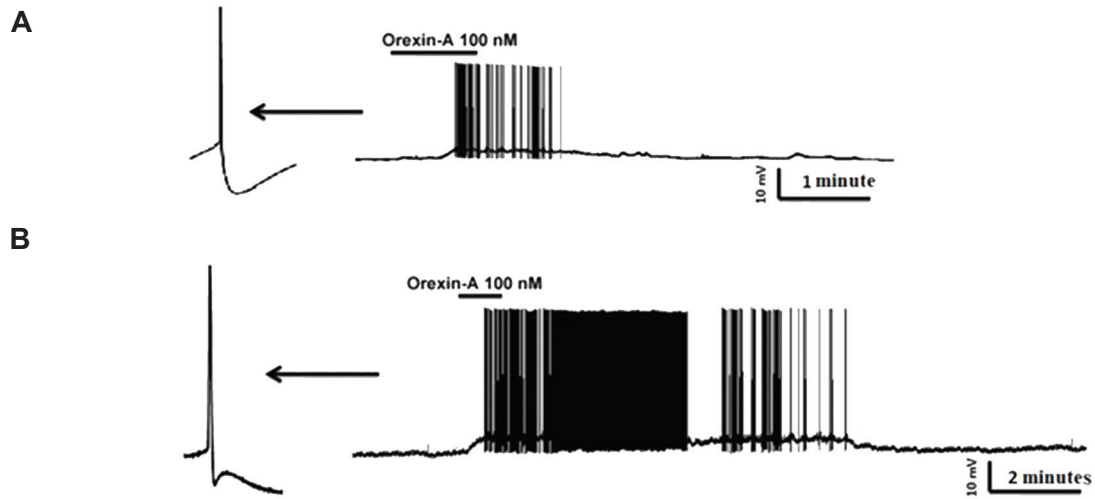 A
Orexin-A 100 nM
10 mV
1 minute
B
Orexin-A 100 nM
10 mV
2 minutes